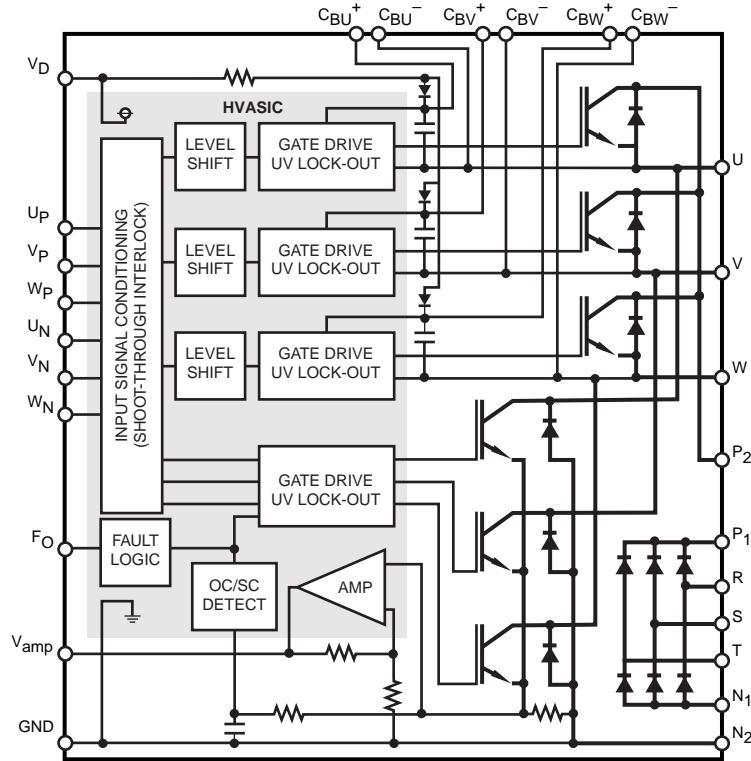 CBU+ CBU− CBV+ CBV− CBW+ CBW−
VD
HVASIC
LEVEL
SHIFT
GATE DRIVE
UV LOCK-OUT
U
UP
VP
WP
UN
VN
WN
INPUT SIGNAL CONDITIONING
(SHOOT-THROUGH INTERLOCK)
LEVEL
SHIFT
GATE DRIVE
UV LOCK-OUT
V
LEVEL
SHIFT
GATE DRIVE
UV LOCK-OUT
W
GATE DRIVE
UV LOCK-OUT
P2
FO
FAULT
LOGIC
OC/SC
DETECT
AMP
P1
R
S
T
N1
N2
Vamp
GND